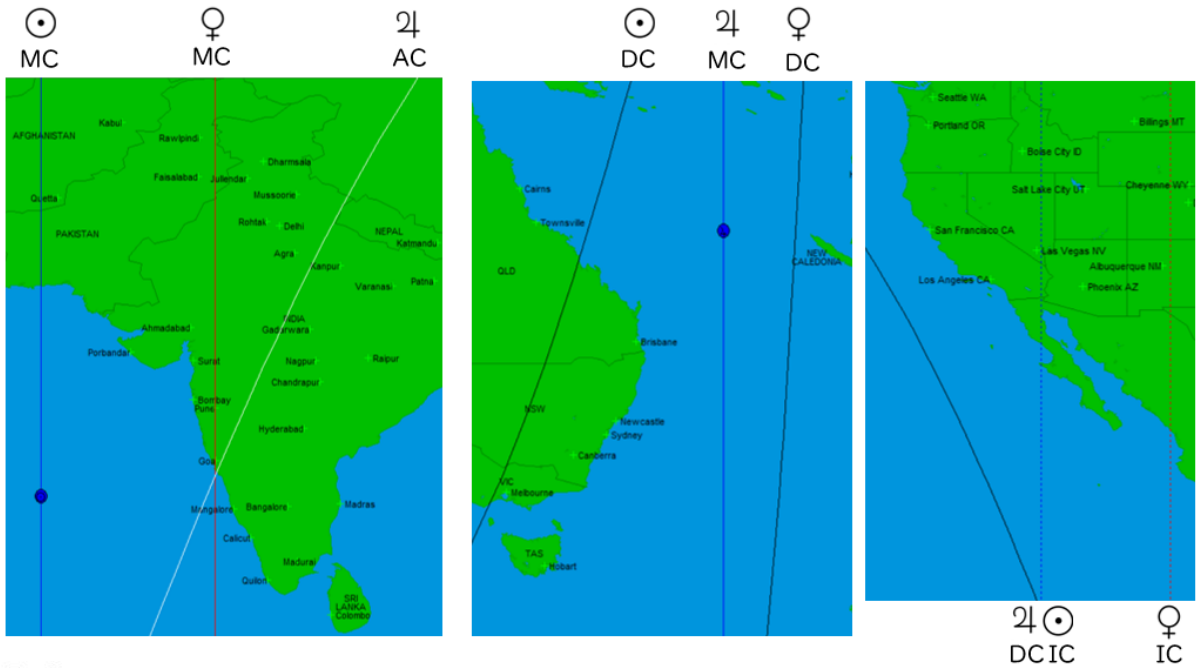 ☉ ♀ ♃
MC MC AC
☉ ♃ ♀
DC MC DC
AFGHANISTAN
Kabul
Rawlpindi
Faisalabad
Jullendar
Dharmsala
Quetta
Mussoorie
PAKISTAN
Rohtak
Delhi
NEPAL
Katmandu
Agra
Kanpur
Varanasi
Patna
INDIA
Ahmadabad
Gadarwara
Porbandar
Surat
Nagpur
Raipur
Chandrapur
Bombay
Pune
Hyderabad
Goa
Mangalore
Bangalore
Madras
Calicut
Madurai
Quilon
SRI
LANKA
Colombo
Cairns
Townsville
QLD
NEW
CALEDONIA
Brisbane
NSW
Newcastle
Sydney
Canberra
VIC
Melbourne
TAS
Hobart
Seattle WA
Portland OR
Billings MT
Boise City ID
Salt Lake City UT
Cheyenne WY
San Francisco CA
Las Vegas NV
Albuquerque NM
Los Angeles CA
Phoenix AZ
♃ ☉ ♀
DC IC IC